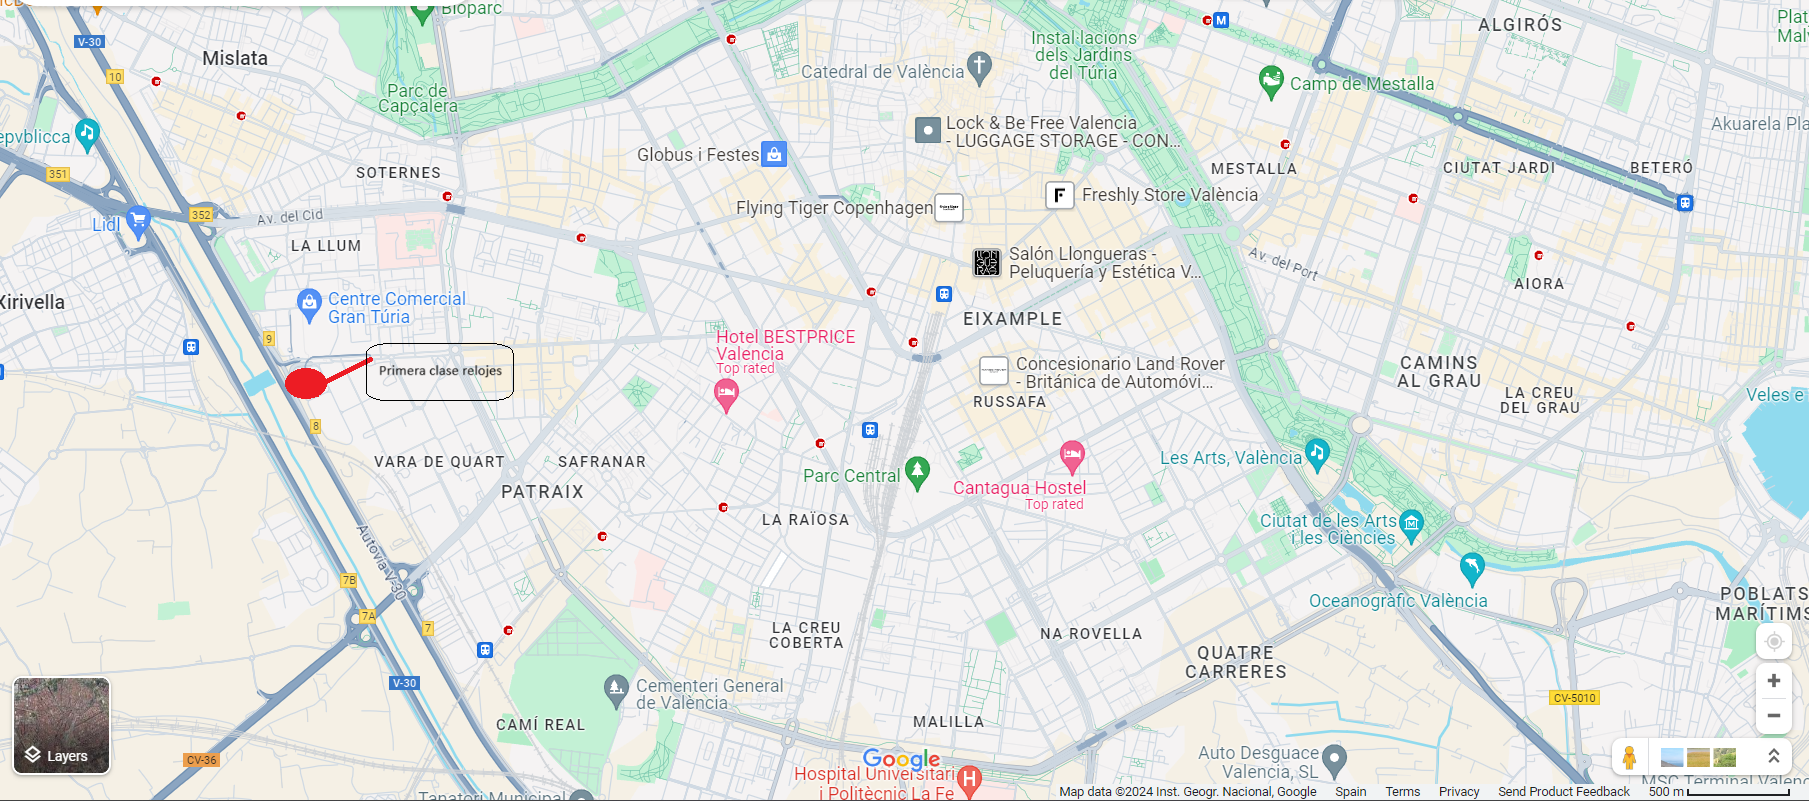 Bioparc
V-30
Mislata
10
Parc de
Capçalera
Catedral de València
Instal·lacions
dels Jardins
del Túria
M
ALGIRÓS
Camp de Mestalla
Akuarela Pla
epvblicca
Lock & Be Free Valencia
- LUGGAGE STORAGE - CON...
Globus i Festes
351
SOTERNES
MESTALLA
CIUTAT JARDI
BETERÓ
Flying Tiger Copenhagen
F
Freshly Store València
352
Av. del Cid
Lidl
LA LLUM
Salón Llongueras -
Peluquería y Estética V...
Av. del Port
AIORA
Xirivella
Centre Comercial
Gran Túria
9
EIXAMPLE
Hotel BESTPRICE
Valencia
Top rated
Primera clase relojes
Concesionario Land Rover
- Británica de Automóvi...
RUSSAFA
CAMINS
AL GRAU
LA CREU
DEL GRAU
Veles e
8
VARA DE QUART
SAFRANAR
PATRAIX
Parc Central
Cantagua Hostel
Top rated
Les Arts, València
LA RAÏOSA
Ciutat de les Arts
i les Ciències
Autovia V-30
7B
7A
7
Oceanogràfic València
POBLATS
MARÍTIMS
LA CREU
COBERTA
NA ROVELLA
QUATRE
CARRERES
V-30
Cementeri General
de València
CAMÍ REAL
MALILLA
CV-5010
Layers
CV-36
Google
Hospital Universitari
i Politècnic La Fe
H
Auto Desguace
Valencia, SL
MSC Terminal Valenc
Tanatori Municipal
Map data ©2024 Inst. Geogr. Nacional, Google
Spain
Terms
Privacy
Send Product Feedback
500 m